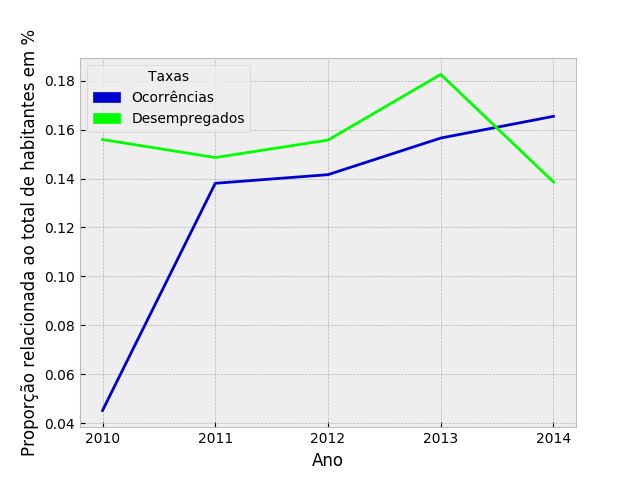 Proporção relacionada ao total de habitantes em %
Taxas
Ocorrências
Desempregados
0.18
0.16
0.14
0.12
0.10
0.08
0.06
0.04
2010 2011 2012 2013 2014
Ano